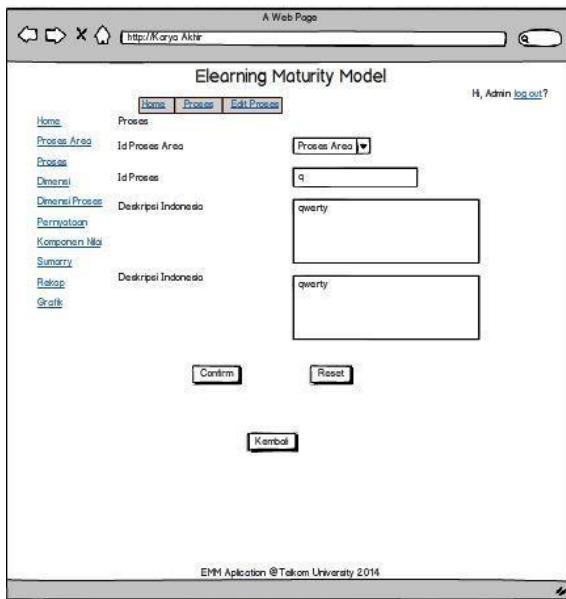 A Web Page
http://Karya Akhir
Elearning Maturity Model
Hi, Admin log out?
Home Proses Edit Proses
Home
Proses Area
Proses
Dimensi
Dimensi Proses
Pernyataan
Komponen Nilai
Sumarry
Rekap
Grafik
Proses
Id Proses Area
Proses Area
Id Proses
q
Deskripsi Indonesia
qwerty
Deskripsi Indonesia
qwerty
Confirm
Reset
Kembali
EMM Aplication @Telkom University 2014